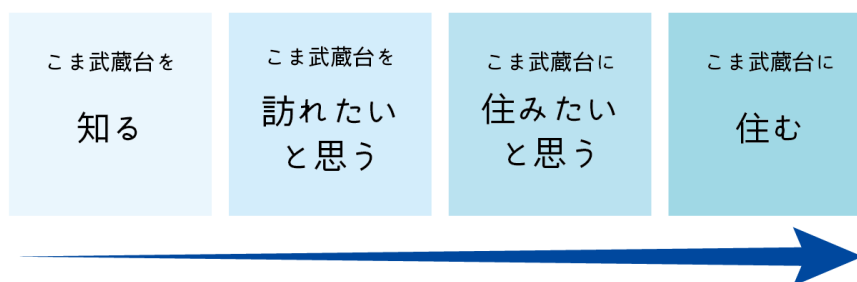 こま武蔵台を
知る
こま武蔵台を
訪れたい
と思う
こま武蔵台に
住みたい
と思う
こま武蔵台に
住む